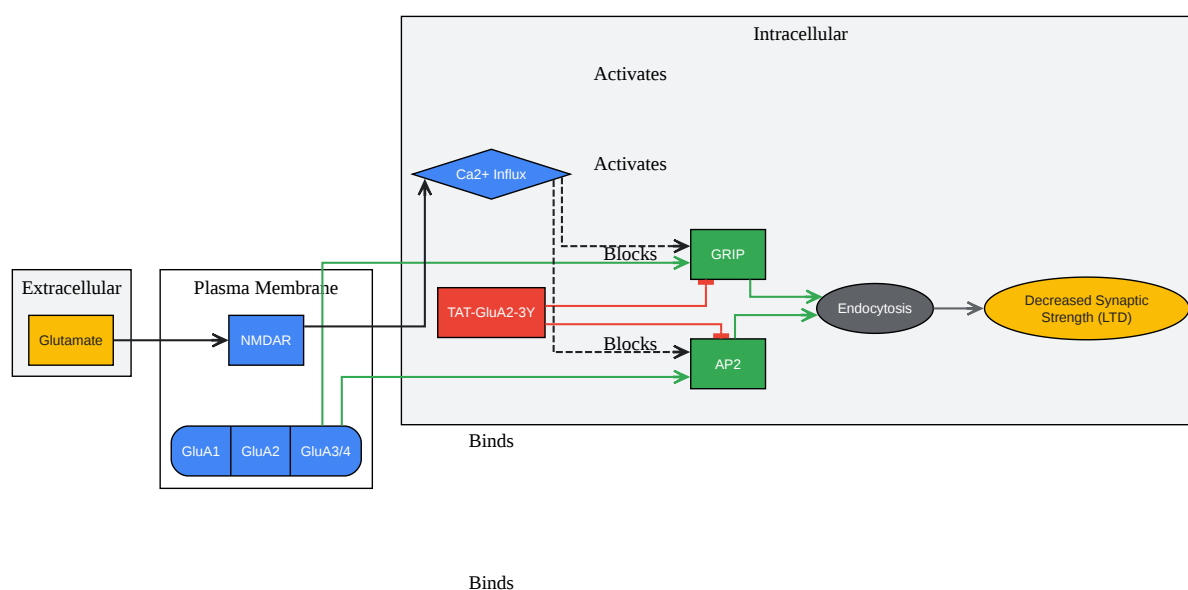 Intracellular
Activates
Activates
Ca2+ Influx
Blocks
GRIP
Extracellular
Plasma Membrane
Glutamate
NMDAR
TAT-GluA2-3Y
Endocytosis
Decreased Synaptic
Strength (LTD)
Blocks
AP2
GluA1
GluA2
GluA3/4
Binds
Binds